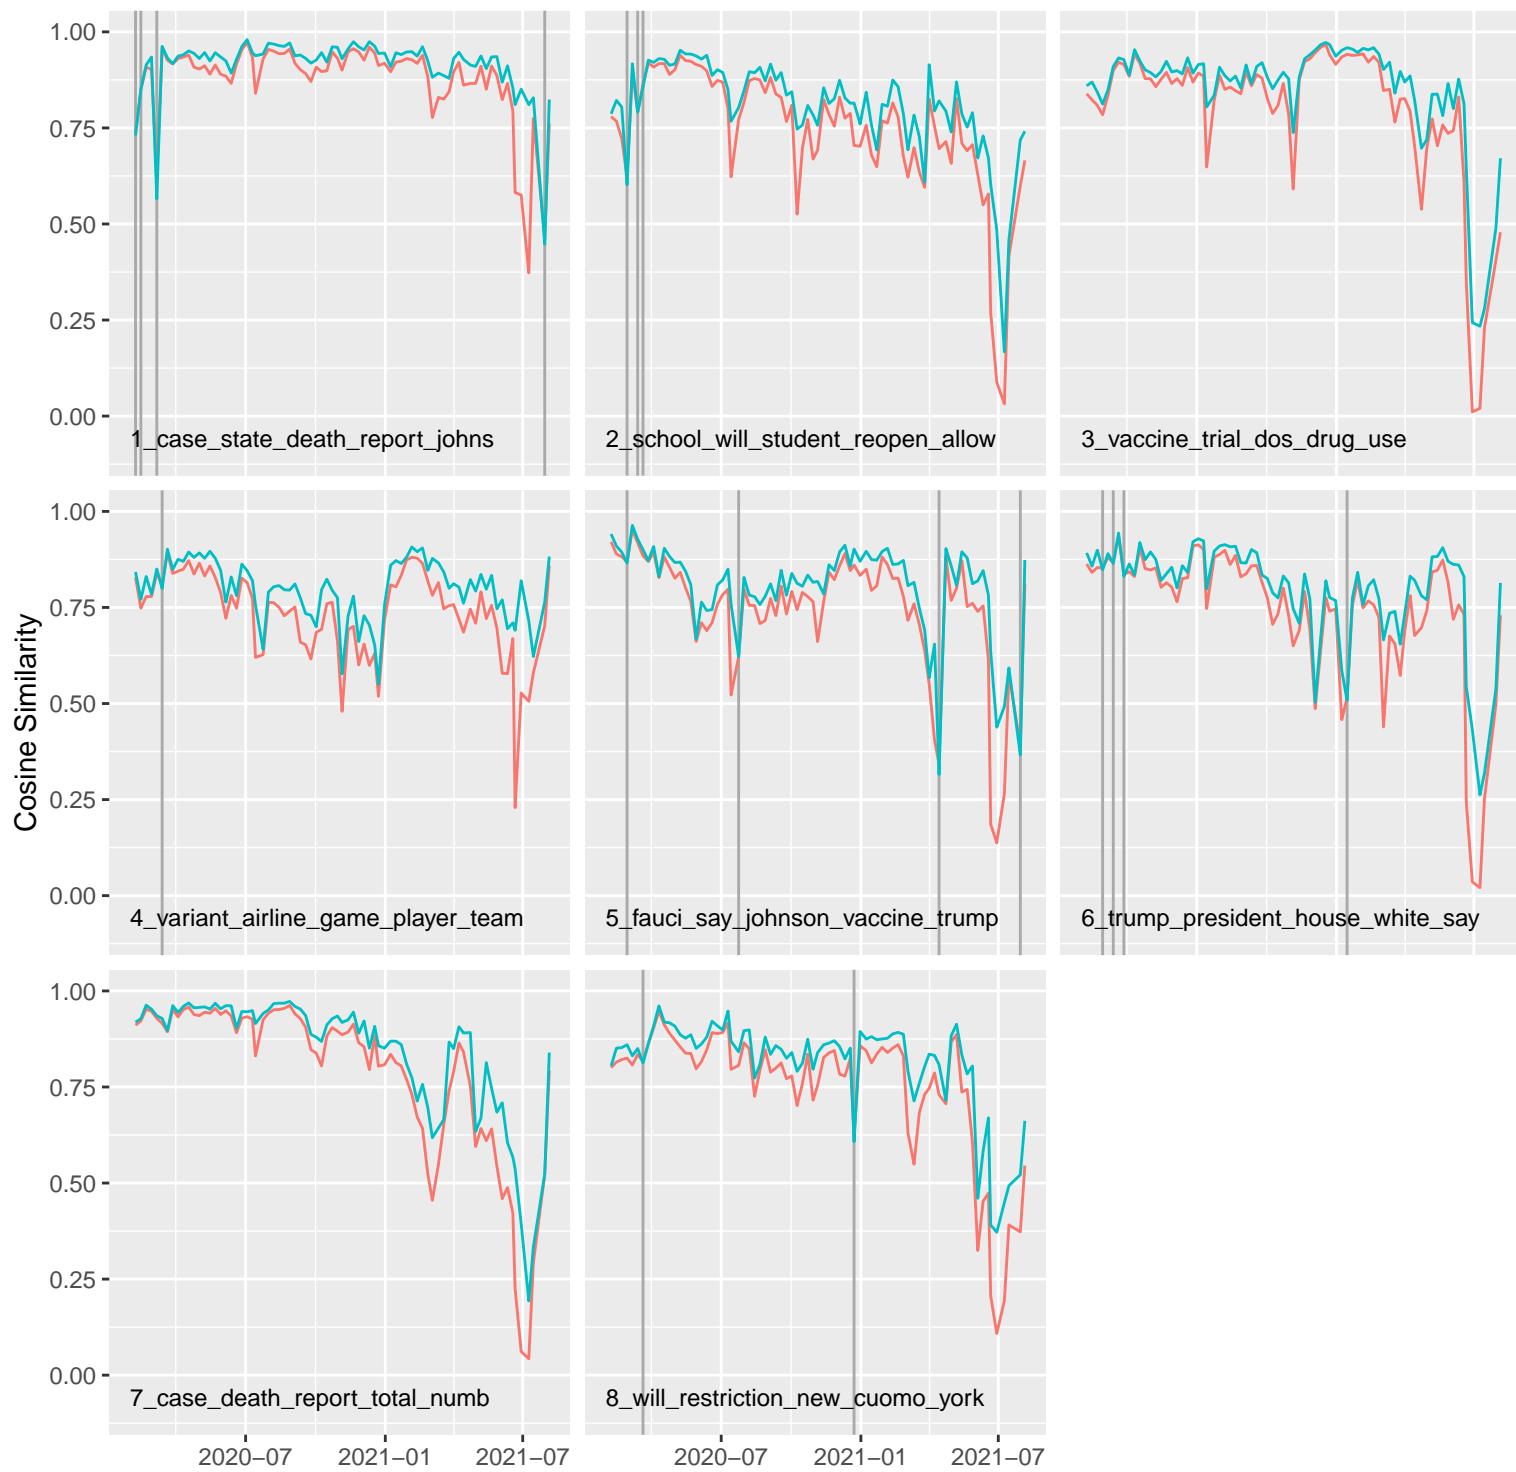 1.00
0.75
0.50
0.25
0.00
1_case_state_death_report_johns
2_school_will_student_reopen_allow
3_vaccine_trial_dos_drug_use
Cosine Similarity
1.00
0.75
0.50
0.25
0.00
4_variant_airline_game_player_team
5_fauci_say_johnson_vaccine_trump
6_trump_president_house_white_say
1.00
0.75
0.50
0.25
0.00
7_case_death_report_total_numb
8_will_restriction_new_cuomo_york
2020−07
2021−01
2021−07
2020−07
2021−01
2021−07